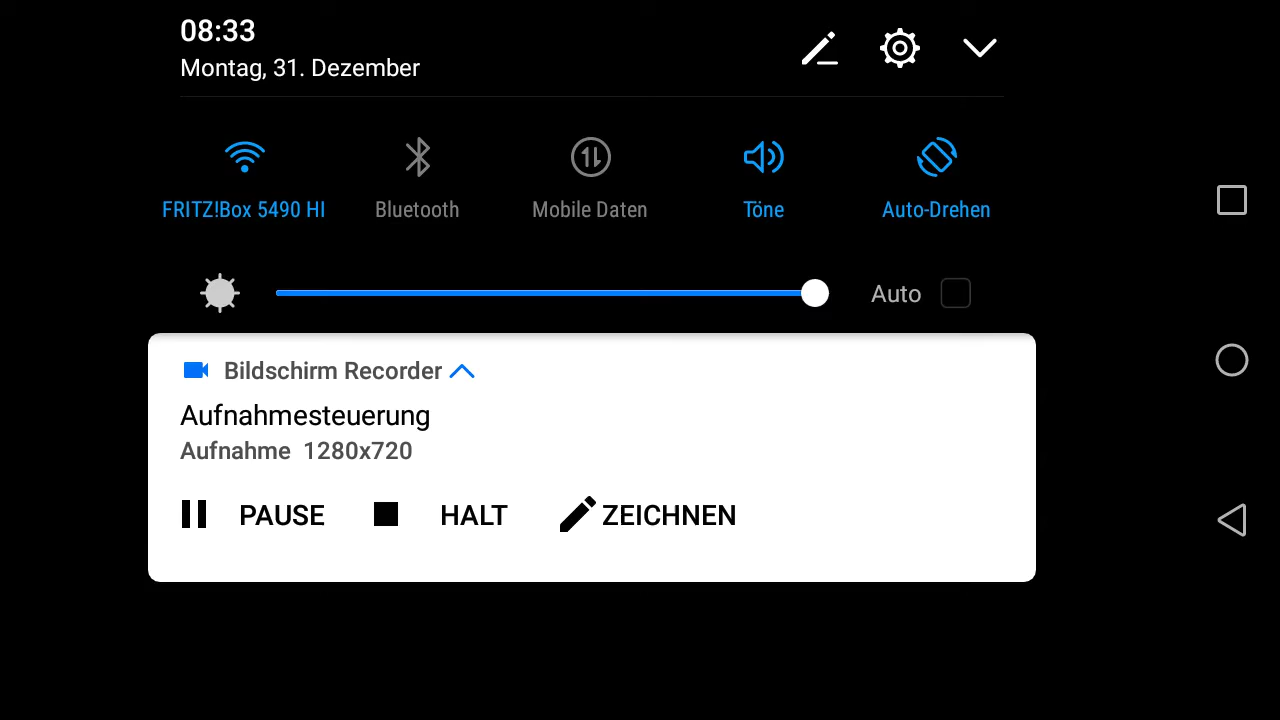 08:33
Montag, 31. Dezember
FRITZ!Box 5490 HI
Bluetooth
Mobile Daten
Töne
Auto-Drehen
Auto
Bildschirm Recorder
Aufnahmesteuerung
Aufnahme 1280x720
PAUSE HALT ZEICHNEN